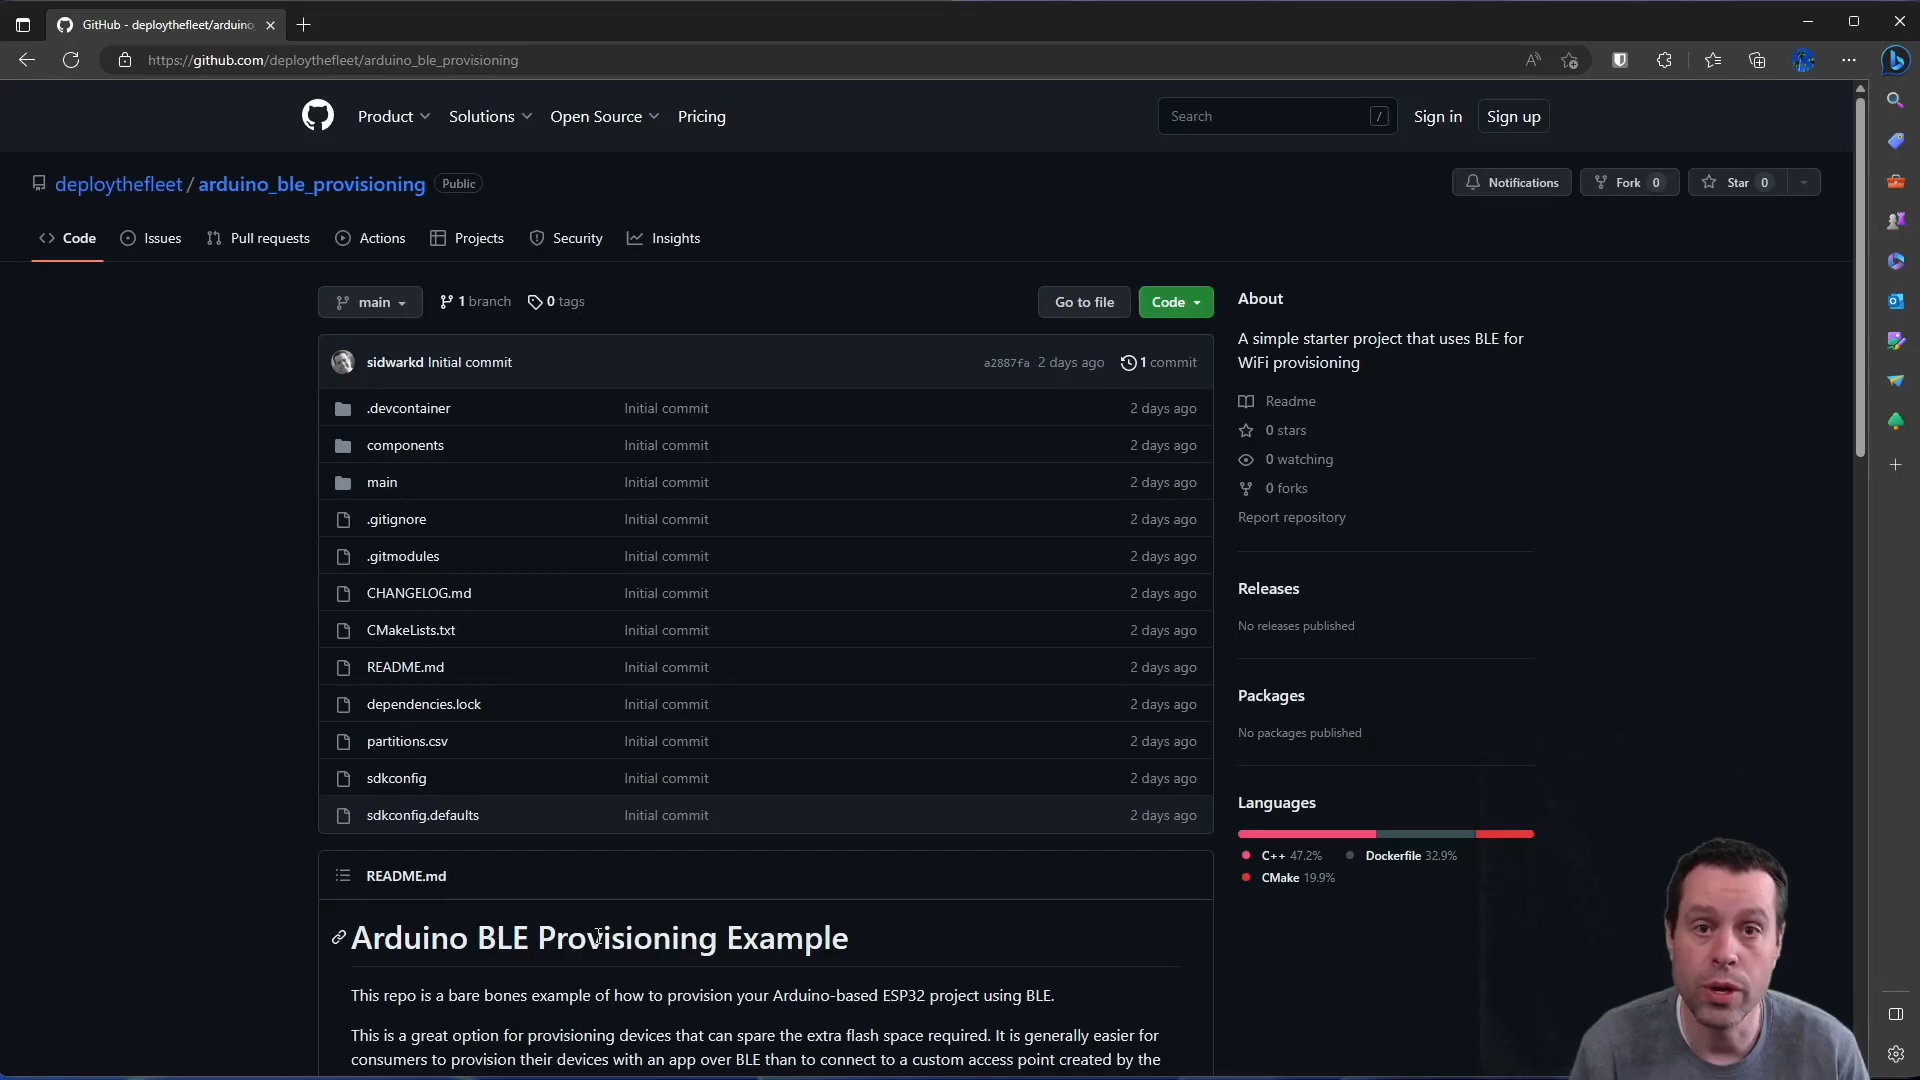 GitHub - deploythefleet/arduino
https://github.com/deploythefleet/arduino_ble_provisioning
Product
Solutions
Open Source
Pricing
Search /
Sign in
Sign up
deploythefleet / arduino_ble_provisioning Public
Notifications
Fork 0
Star 0
Code
Issues
Pull requests
Actions
Projects
Security
Insights
main
1 branch
0 tags
Go to file
Code
sidwarkd Initial commit a2887fa 2 days ago 1 commit
.devcontainer Initial commit 2 days ago
components Initial commit 2 days ago
main Initial commit 2 days ago
.gitignore Initial commit 2 days ago
.gitmodules Initial commit 2 days ago
CHANGELOG.md Initial commit 2 days ago
CMakeLists.txt Initial commit 2 days ago
README.md Initial commit 2 days ago
dependencies.lock Initial commit 2 days ago
partitions.csv Initial commit 2 days ago
sdkconfig Initial commit 2 days ago
sdkconfig.defaults Initial commit 2 days ago
README.md
Arduino BLE Provisioning Example
This repo is a bare bones example of how to provision your Arduino-based ESP32 project using BLE.
This is a great option for provisioning devices that can spare the extra flash space required. It is generally easier for
consumers to provision their devices with an app over BLE than to connect to a custom access point created by the
About
A simple starter project that uses BLE for
WiFi provisioning
Readme
0 stars
0 watching
0 forks
Report repository
Releases
No releases published
Packages
No packages published
Languages
C++ 47.2%
Dockerfile 32.9%
CMake 19.9%